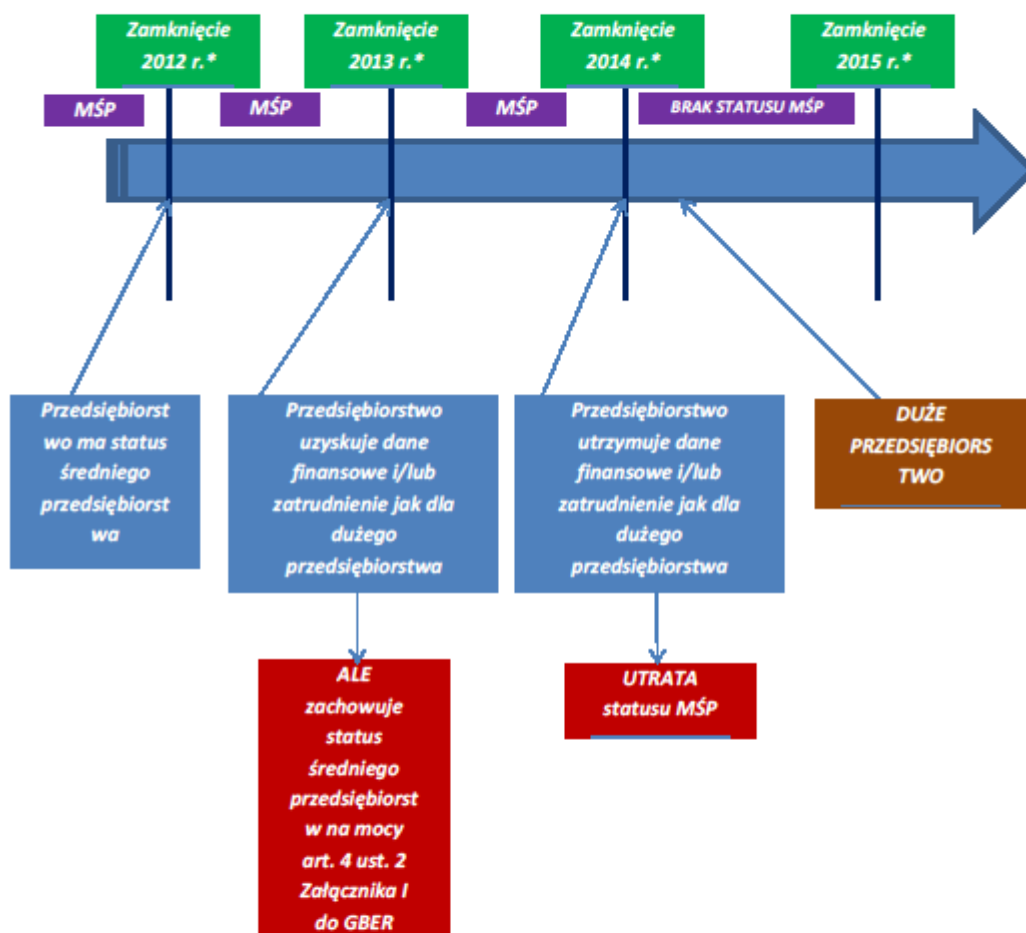 Zamknięcie
2012 r.*
Zamknięcie
2013 r.*
Zamknięcie
2014 r.*
Zamknięcie
2015 r.*
MŚP
MŚP
MŚP
BRAK STATUSU MŚP
Przedsiębiorst
wo ma status
średniego
przedsiębiorst
wa
Przedsiębiorstwo
uzyskuje dane
finansowe i/lub
zatrudnienie jak dla
dużego
przedsiębiorstwa
Przedsiębiorstwo
utrzymuje dane
finansowe i/lub
zatrudnienie jak dla
dużego
przedsiębiorstwa
DUŻE
PRZEDSIĘBIORS
TWO
ALE
zachowuje
status
średniego
przedsiębiorst
w na mocy
art. 4 ust. 2
Załącznika I
do GBER
UTRATA
statusu MŚP